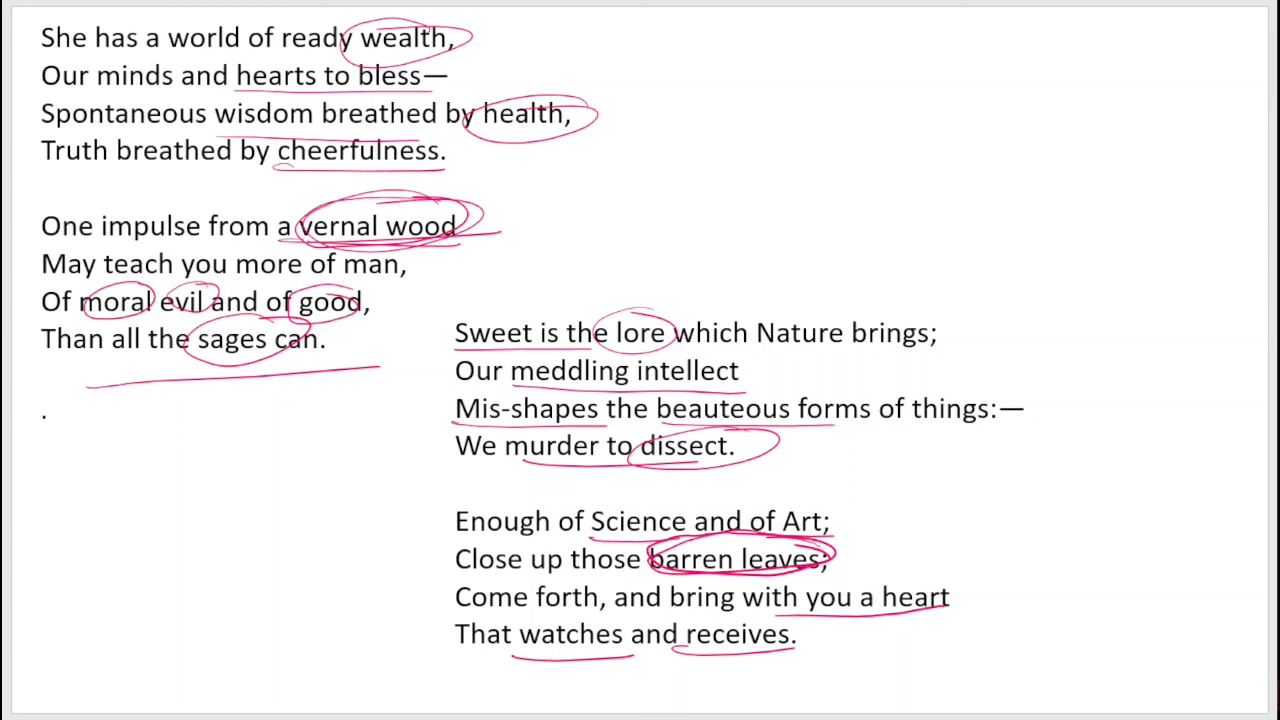 She has a world of ready wealth,
Our minds and hearts to bless—
Spontaneous wisdom breathed by health,
Truth breathed by cheerfulness.
One impulse from a vernal wood
May teach you more of man,
Of moral evil and of good,
Than all the sages can.
.
Sweet is the lore which Nature brings;
Our meddling intellect
Mis-shapes the beauteous forms of things:—
We murder to dissect.
Enough of Science and of Art;
Close up those barren leaves;
Come forth, and bring with you a heart
That watches and receives.